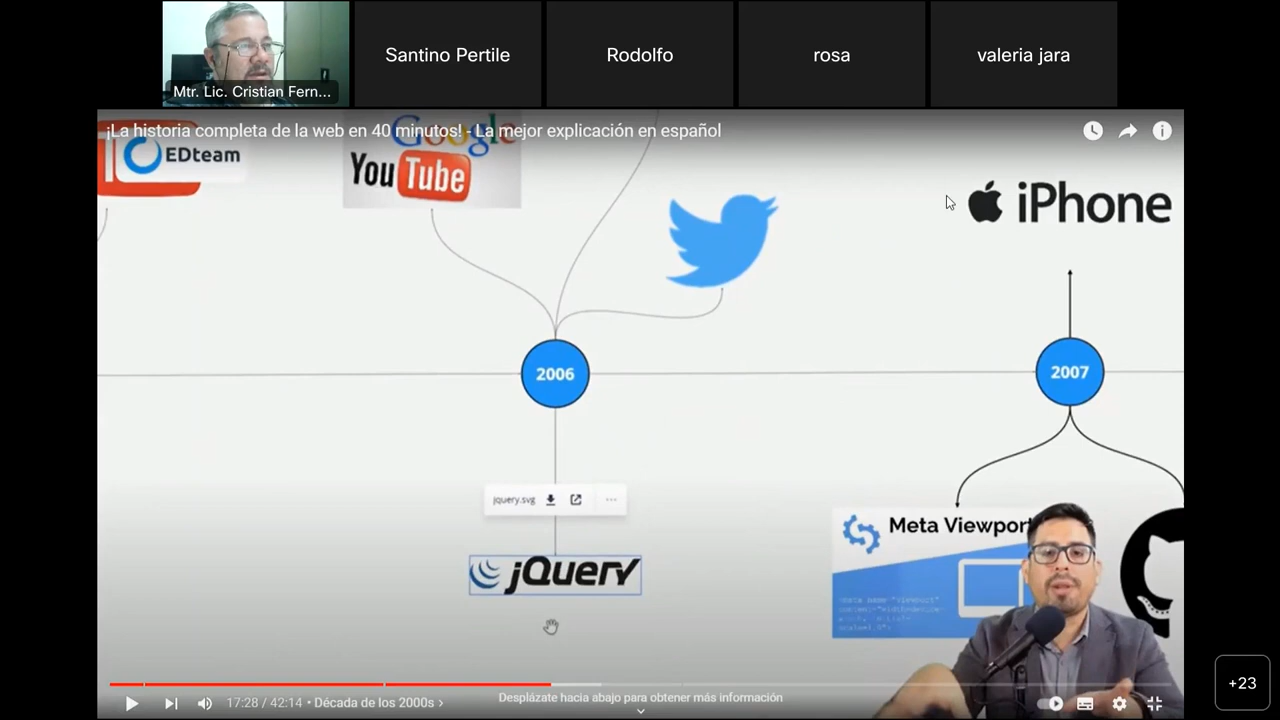 Mtr. Lic. Cristian Fern...
Santino Pertile
Rodolfo
rosa
valeria jara
¡La historia completa de la web en 40 minutos! - La mejor explicación en español
EDteam
Google
YouTube
iPhone
2006
2007
jquery.svg
jQuery
Meta Viewport
17:28 / 42:14 • Década de los 2000s ›
Desplázate hacia abajo para obtener más información
+23